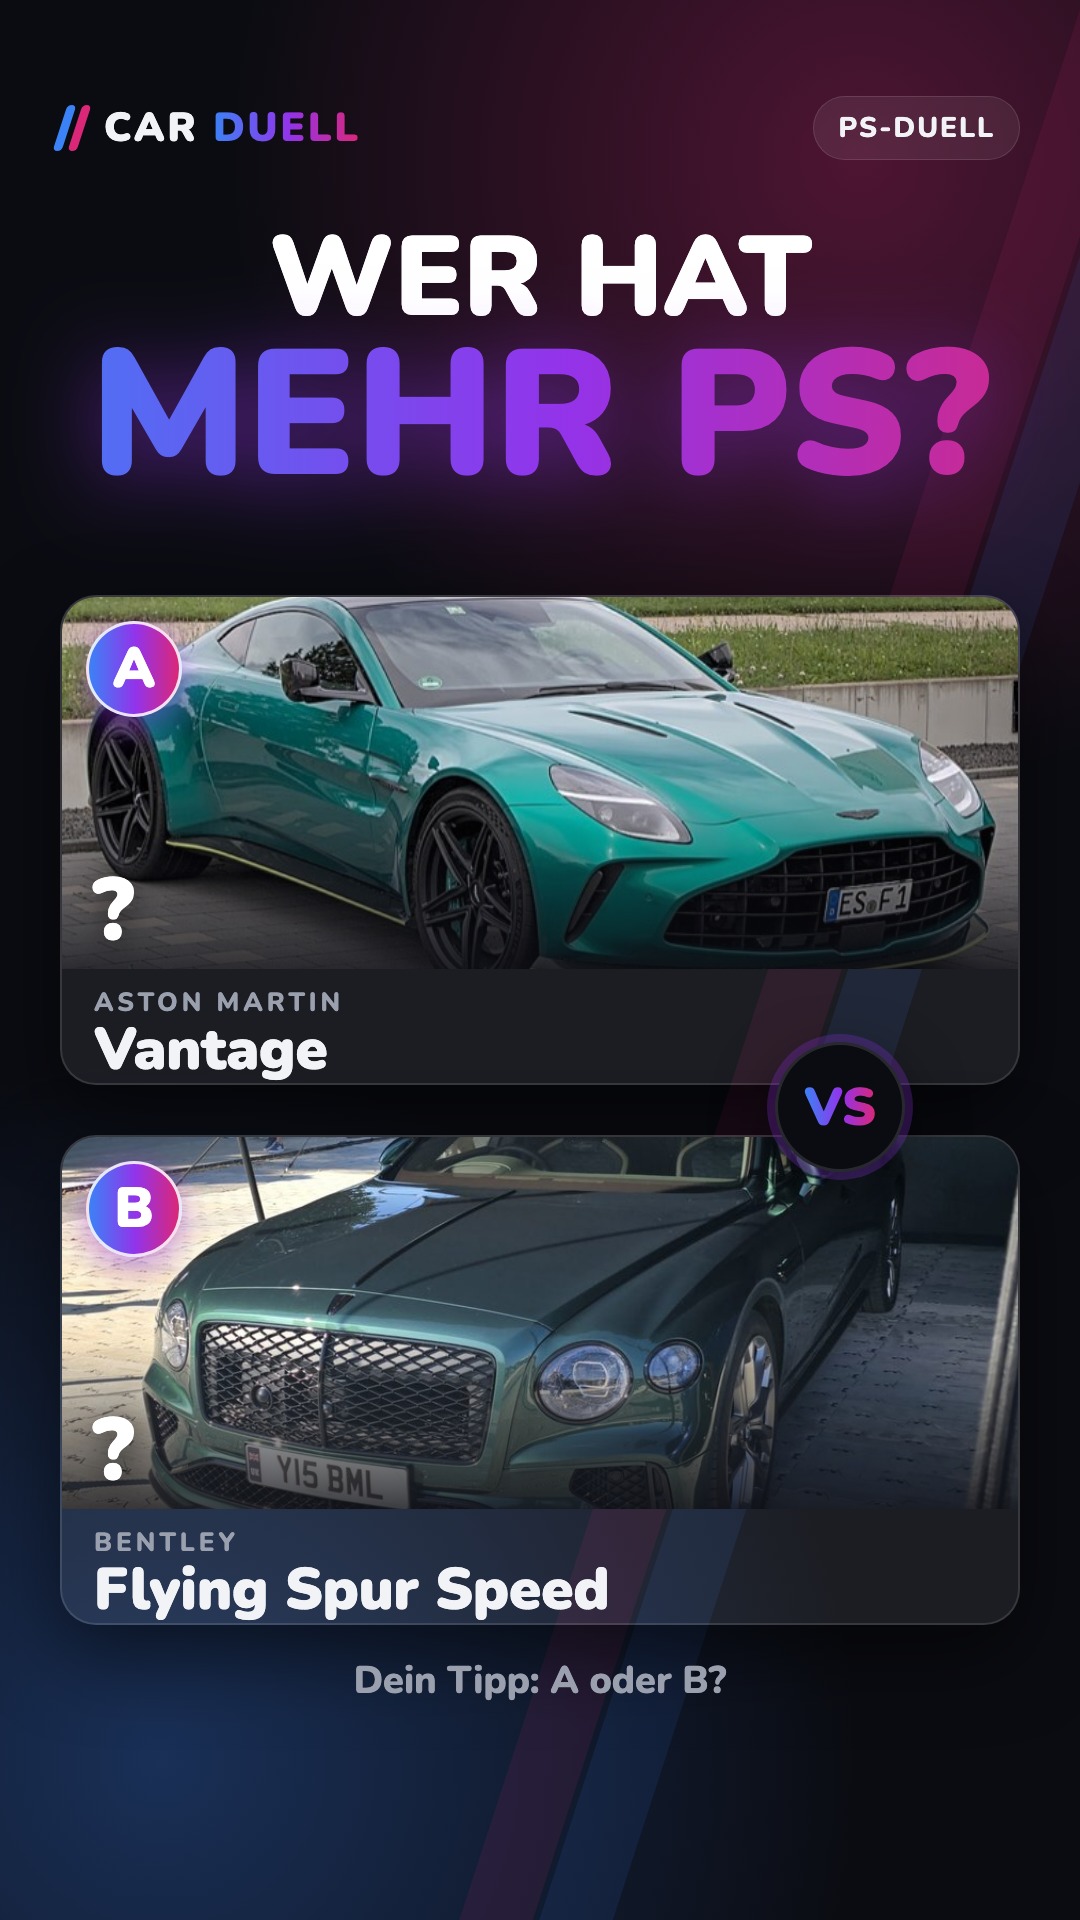 // CAR DUELL
PS-DUELL
WER HAT
MEHR PS?
A
ES F 1
?
ASTON MARTIN
Vantage
VS
B
?
Y15 BML
BENTLEY
Flying Spur Speed
Dein Tipp: A oder B?